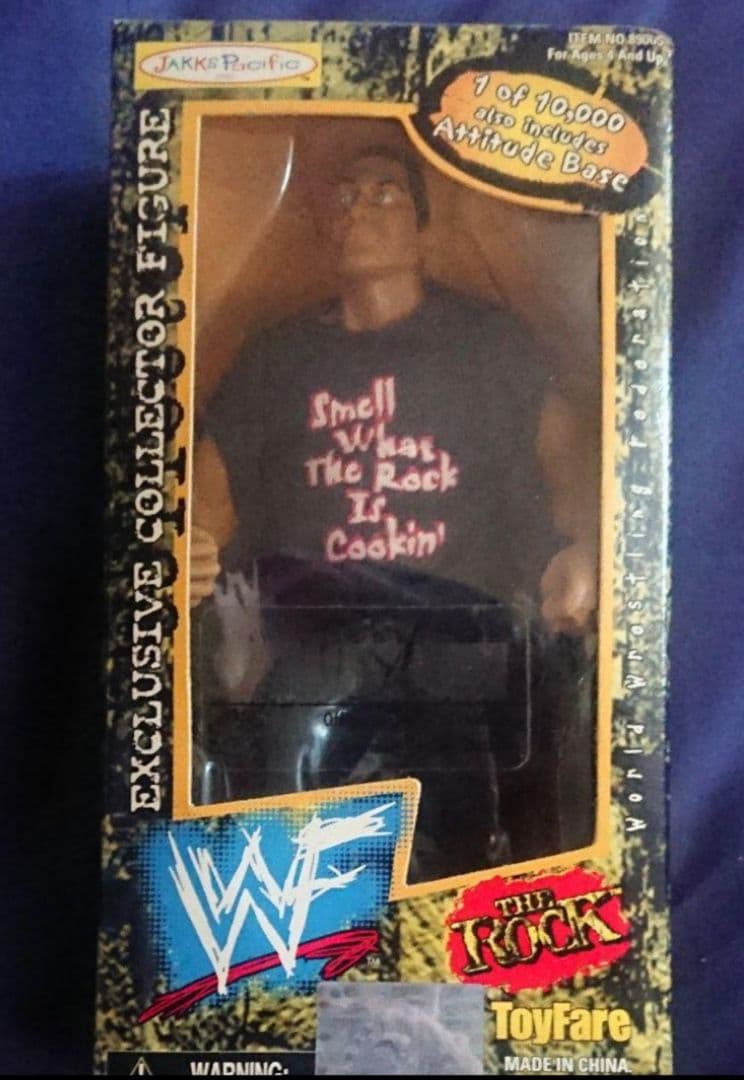 JAKKS Pacific
ITEM NO
For Ages 4 And Up
1 of 10,000
also includes
Attitude Base
EXCLUSIVE COLLECTOR FIGURE
Smell
What
The Rock
Is
Cookin'
World Wrestling Federation
WF
THE
ROCK
ToyFare
MADE IN CHINA.
WARNING: